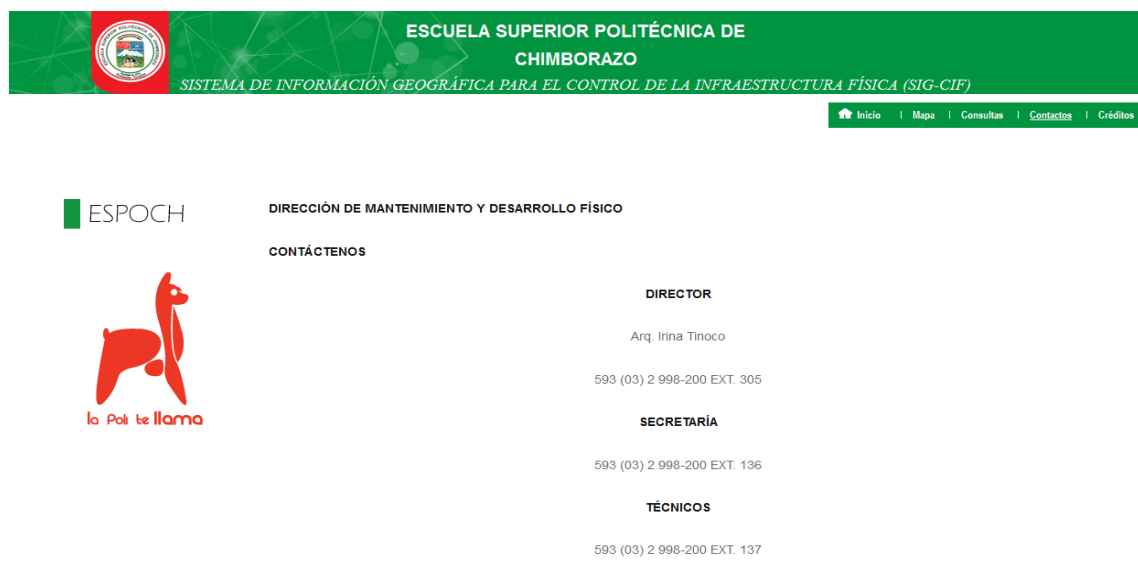 ESCUELA SUPERIOR POLITÉCNICA DE
CHIMBORAZO
SISTEMA DE INFORMACIÓN GEOGRÁFICA PARA EL CONTROL DE LA INFRAESTRUCTURA FÍSICA (SIG-CIF)
Inicio | Mapa | Consultas | Contactos | Créditos
ESPOCH
DIRECCIÓN DE MANTENIMIENTO Y DESARROLLO FÍSICO
CONTÁCTENOS
DIRECTOR
Arq. Irina Tinoco
593 (03) 2 998-200 EXT. 305
la Poli te llama
SECRETARÍA
593 (03) 2 998-200 EXT. 136
TÉCNICOS
593 (03) 2 998-200 EXT. 137